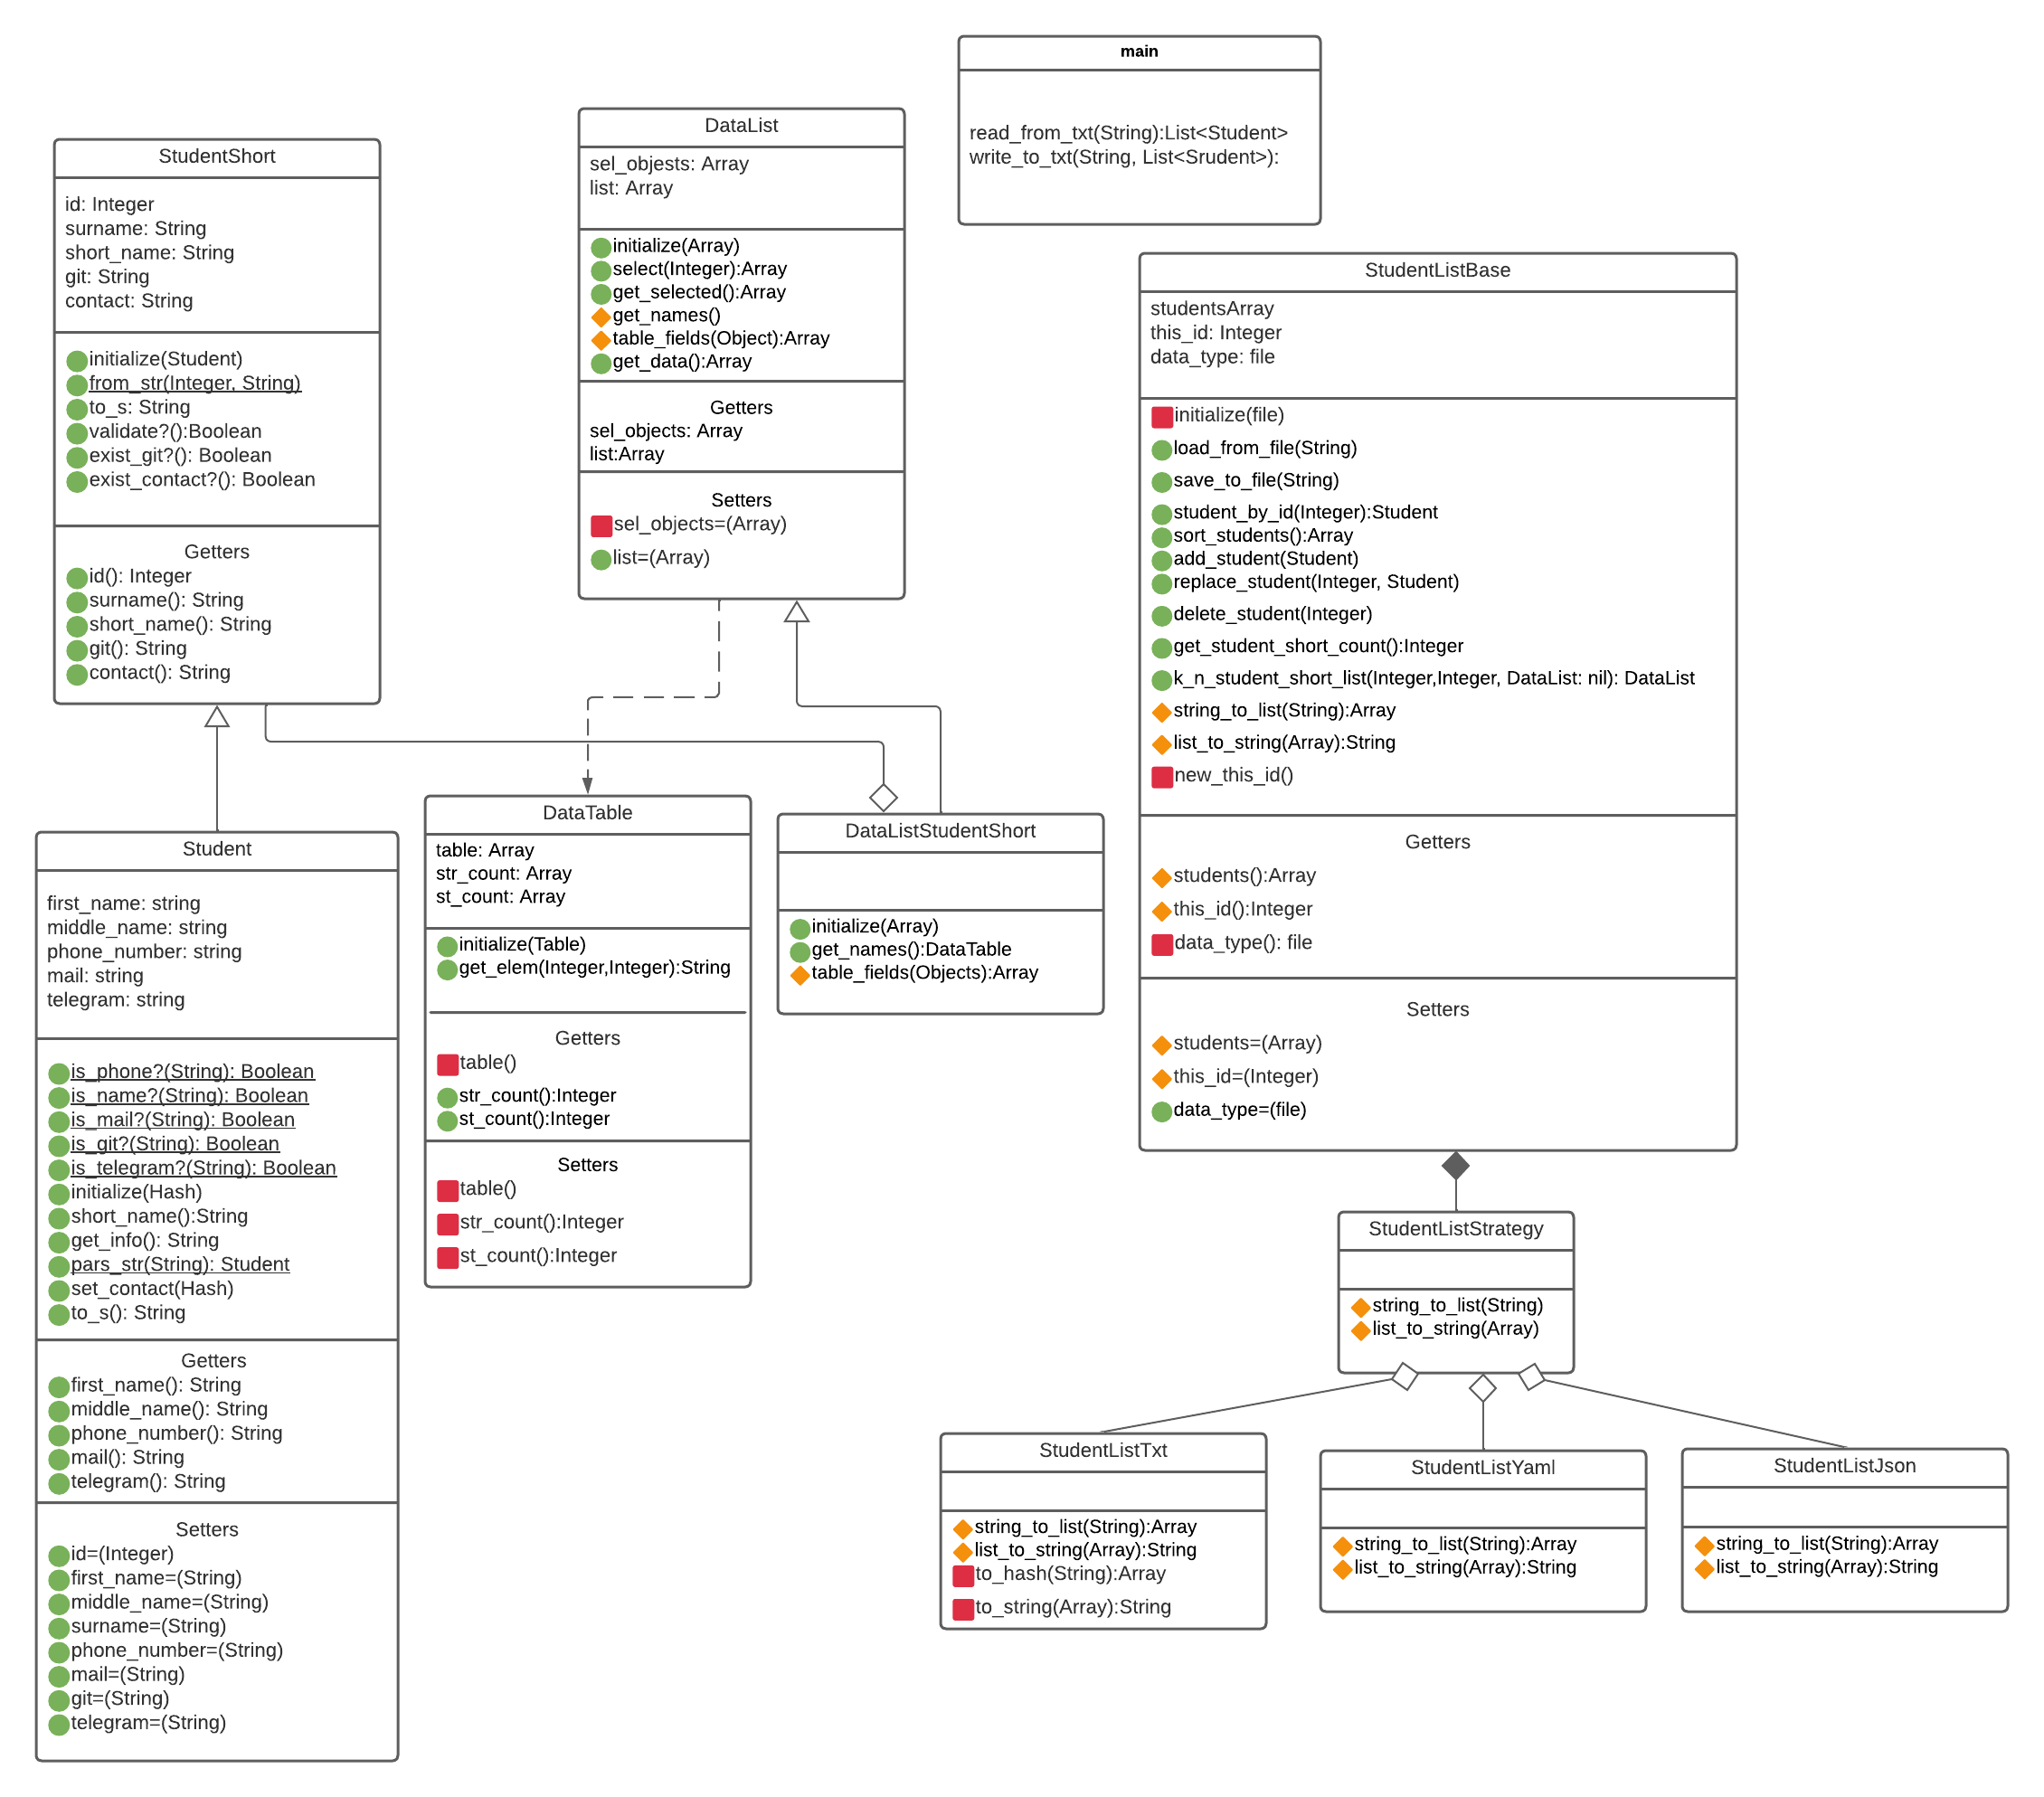 main
read_from_txt(String):List<Student>
write_to_txt(String, List<Srudent>):
StudentShort
id: Integer
surname: String
short_name: String
git: String
contact: String
initialize(Student)
from_str(Integer, String)
to_s: String
validate?():Boolean
exist_git?(): Boolean
exist_contact?(): Boolean
Getters
id(): Integer
surname(): String
short_name(): String
git(): String
contact(): String
DataList
sel_objests: Array
list: Array
initialize(Array)
select(Integer):Array
get_selected():Array
get_names()
table_fields(Object):Array
get_data():Array
Getters
sel_objects: Array
list:Array
Setters
sel_objects=(Array)
list=(Array)
StudentListBase
studentsArray
this_id: Integer
data_type: file
initialize(file)
load_from_file(String)
save_to_file(String)
student_by_id(Integer):Student
sort_students():Array
add_student(Student)
replace_student(Integer, Student)
delete_student(Integer)
get_student_short_count():Integer
k_n_student_short_list(Integer,Integer, DataList: nil): DataList
string_to_list(String):Array
list_to_string(Array):String
new_this_id()
Getters
students():Array
this_id():Integer
data_type(): file
Setters
students=(Array)
this_id=(Integer)
data_type=(file)
Student
first_name: string
middle_name: string
phone_number: string
mail: string
telegram: string
is_phone?(String): Boolean
is_name?(String): Boolean
is_mail?(String): Boolean
is_git?(String): Boolean
is_telegram?(String): Boolean
initialize(Hash)
short_name():String
get_info(): String
pars_str(String): Student
set_contact(Hash)
to_s(): String
Getters
first_name(): String
middle_name(): String
phone_number(): String
mail(): String
telegram(): String
Setters
id=(Integer)
first_name=(String)
middle_name=(String)
surname=(String)
phone_number=(String)
mail=(String)
git=(String)
telegram=(String)
DataTable
table: Array
str_count: Array
st_count: Array
initialize(Table)
get_elem(Integer,Integer):String
Getters
table()
str_count():Integer
st_count():Integer
Setters
table()
str_count():Integer
st_count():Integer
DataListStudentShort
initialize(Array)
get_names():DataTable
table_fields(Objects):Array
StudentListStrategy
string_to_list(String)
list_to_string(Array)
StudentListTxt
string_to_list(String):Array
list_to_string(Array):String
to_hash(String):Array
to_string(Array):String
StudentListYaml
string_to_list(String):Array
list_to_string(Array):String
StudentListJson
string_to_list(String):Array
list_to_string(Array):String